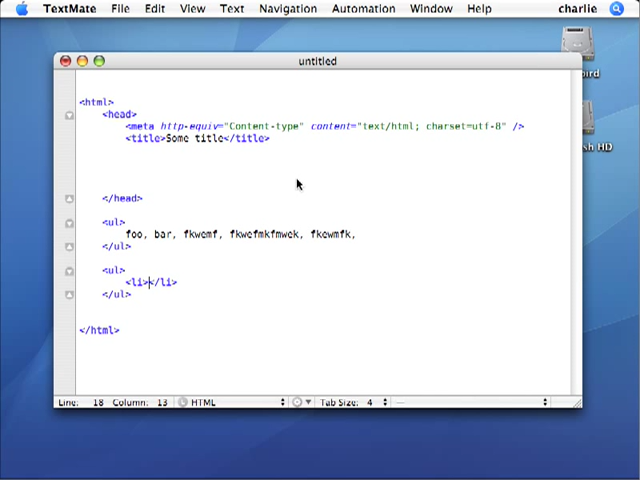 TextMate File Edit View Text Navigation Automation Window Help charlie
untitled
<html>
<head>
<meta http-equiv="Content-type" content="text/html; charset=utf-8" />
<title>Some title</title>
</head>
<ul>
foo, bar, fkwemf, fkwefmkfmwek, fkewmfk,
</ul>
<ul>
<li></li>
</ul>
</html>
Line: 18 Column: 13 HTML Tab Size: 4 —
HD